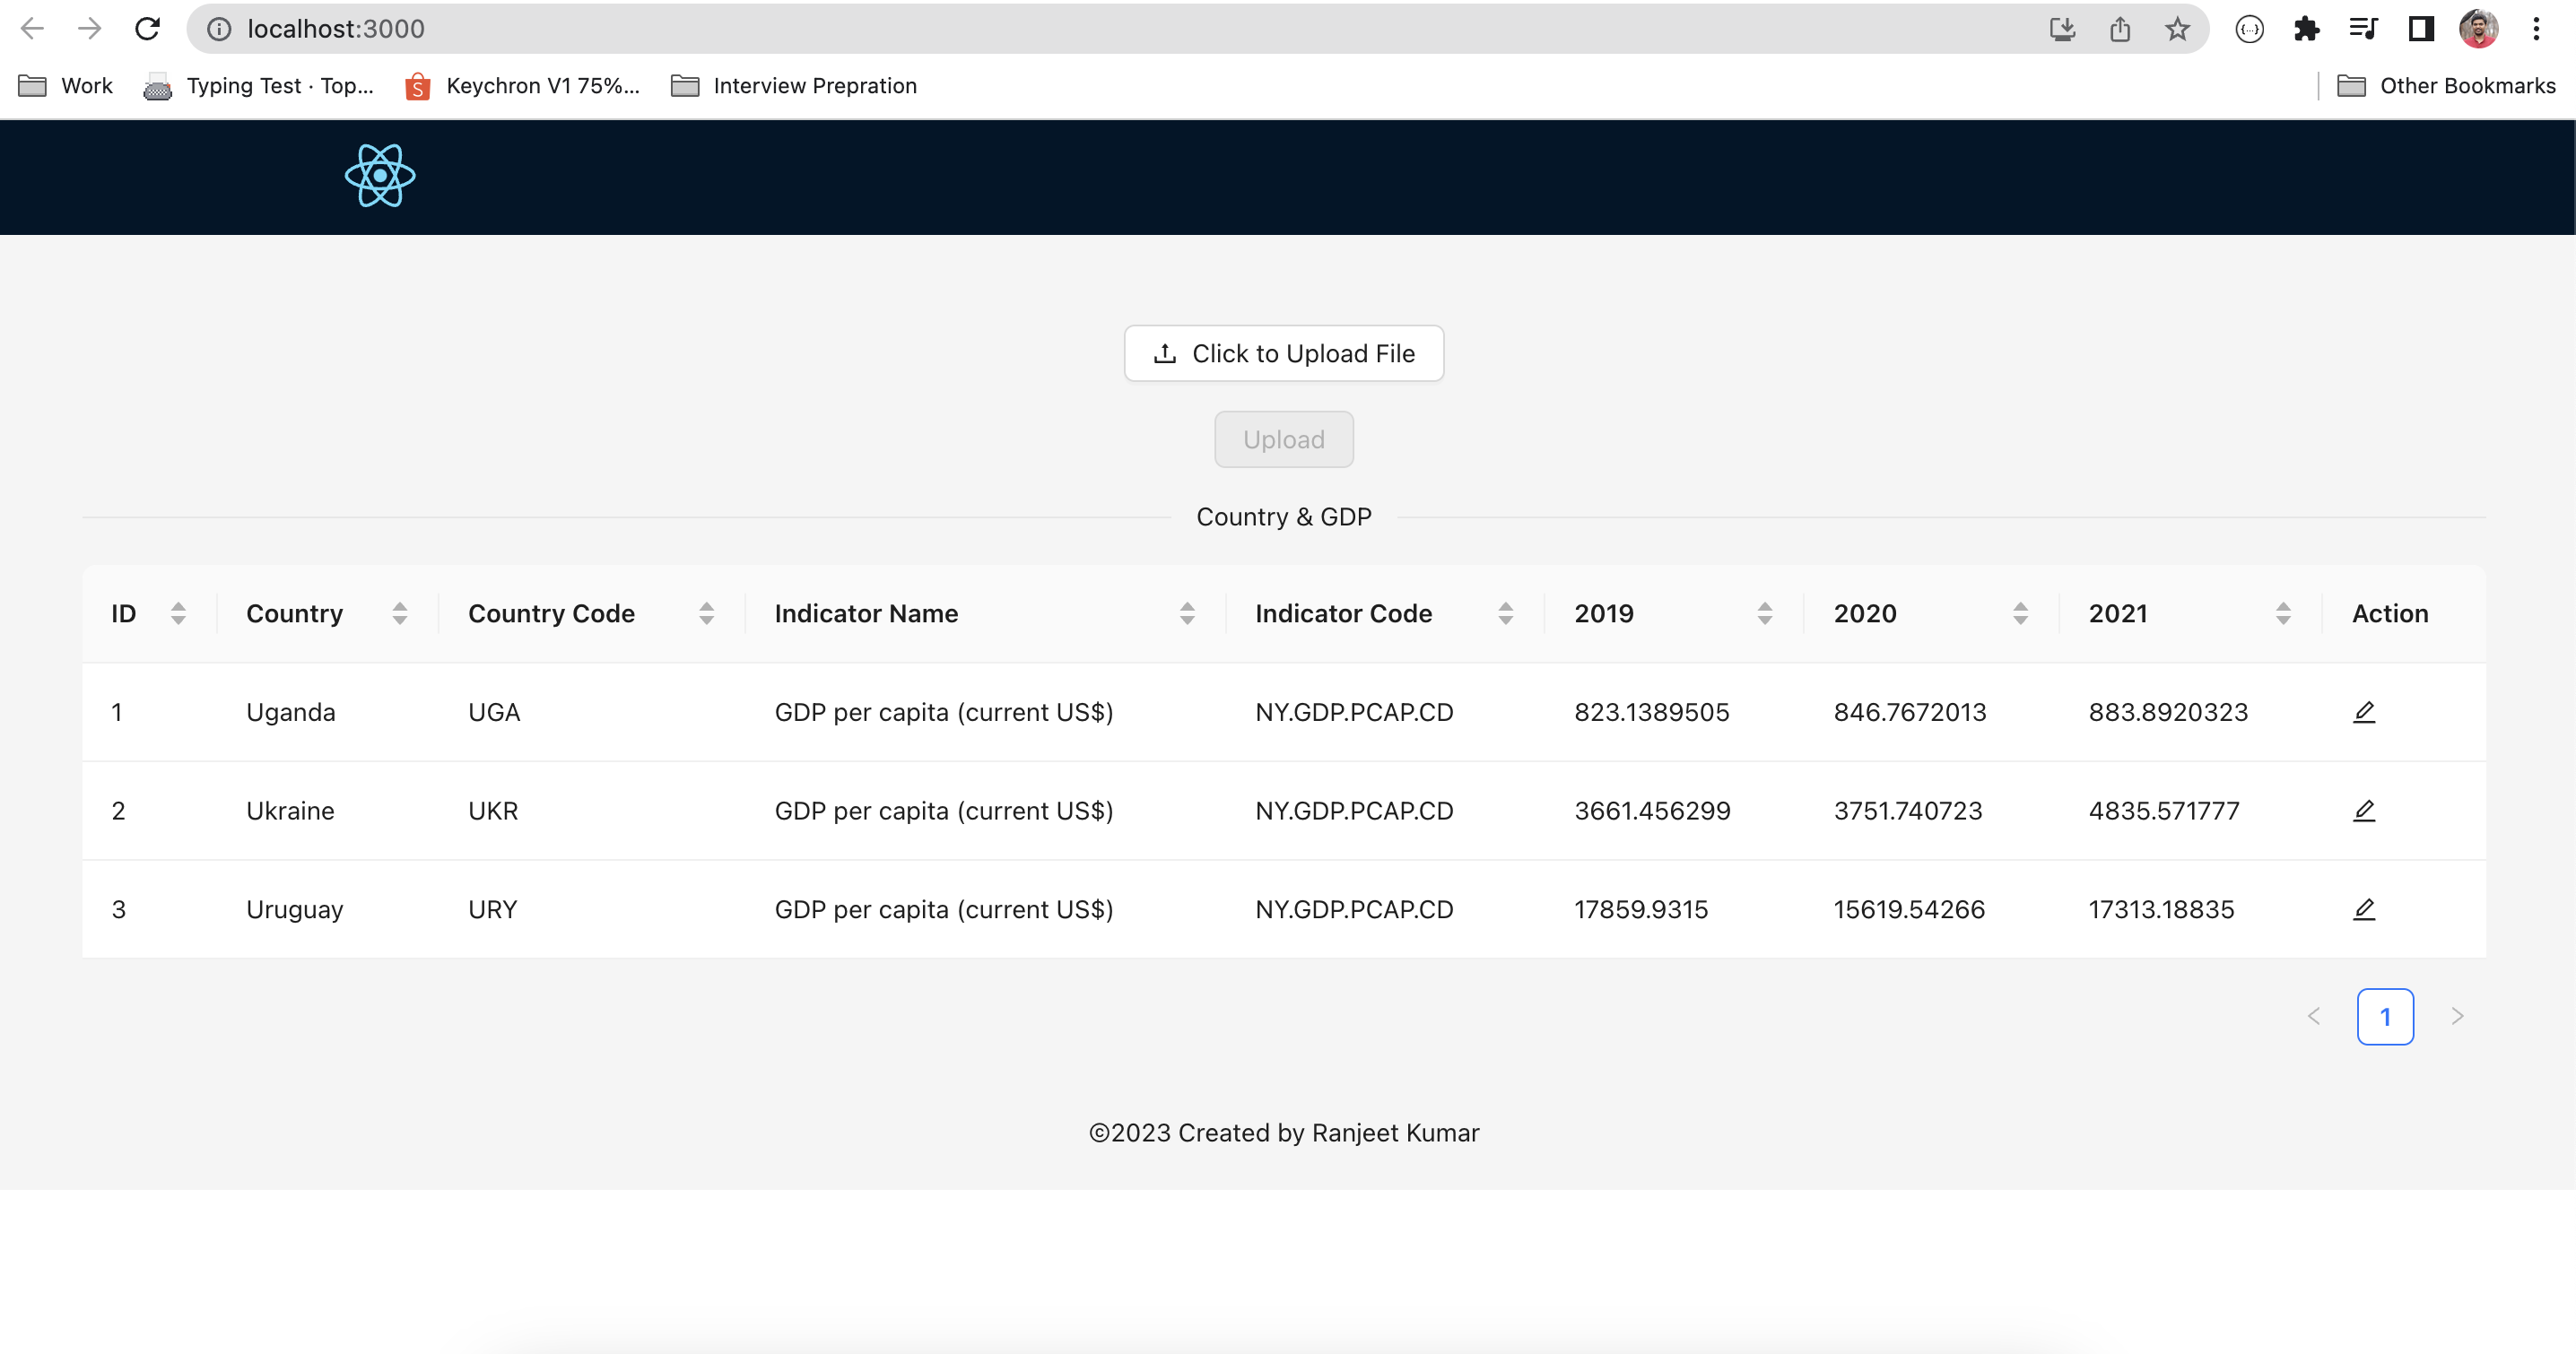 localhost:3000
Work Typing Test · Top... Keychron V1 75%... Interview Prepration Other Bookmarks
Click to Upload File
Upload
Country & GDP
ID Country Country Code Indicator Name Indicator Code 2019 2020 2021 Action
1 Uganda UGA GDP per capita (current US$) NY.GDP.PCAP.CD 823.1389505 846.7672013 883.8920323
2 Ukraine UKR GDP per capita (current US$) NY.GDP.PCAP.CD 3661.456299 3751.740723 4835.571777
3 Uruguay URY GDP per capita (current US$) NY.GDP.PCAP.CD 17859.9315 15619.54266 17313.18835
< 1 >
©2023 Created by Ranjeet Kumar